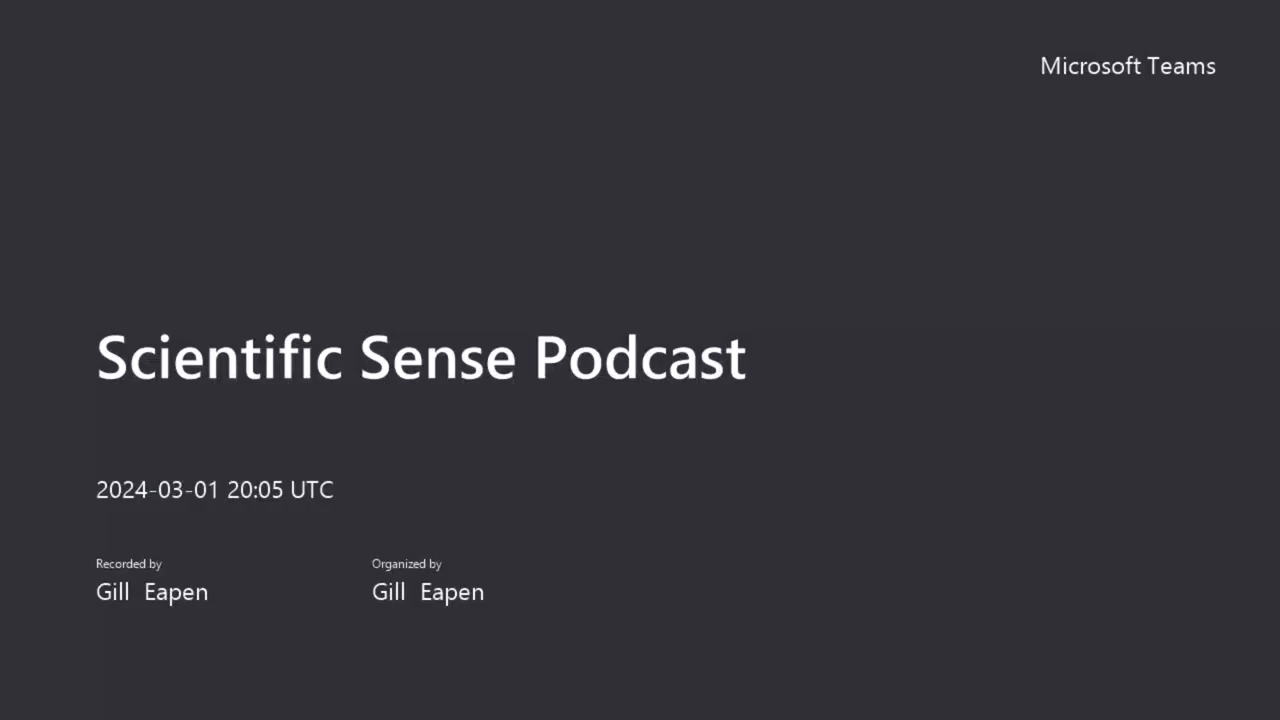 Microsoft Teams
Scientific Sense Podcast
2024-03-01 20:05 UTC
Recorded by
Gill Eapen
Organized by
Gill Eapen